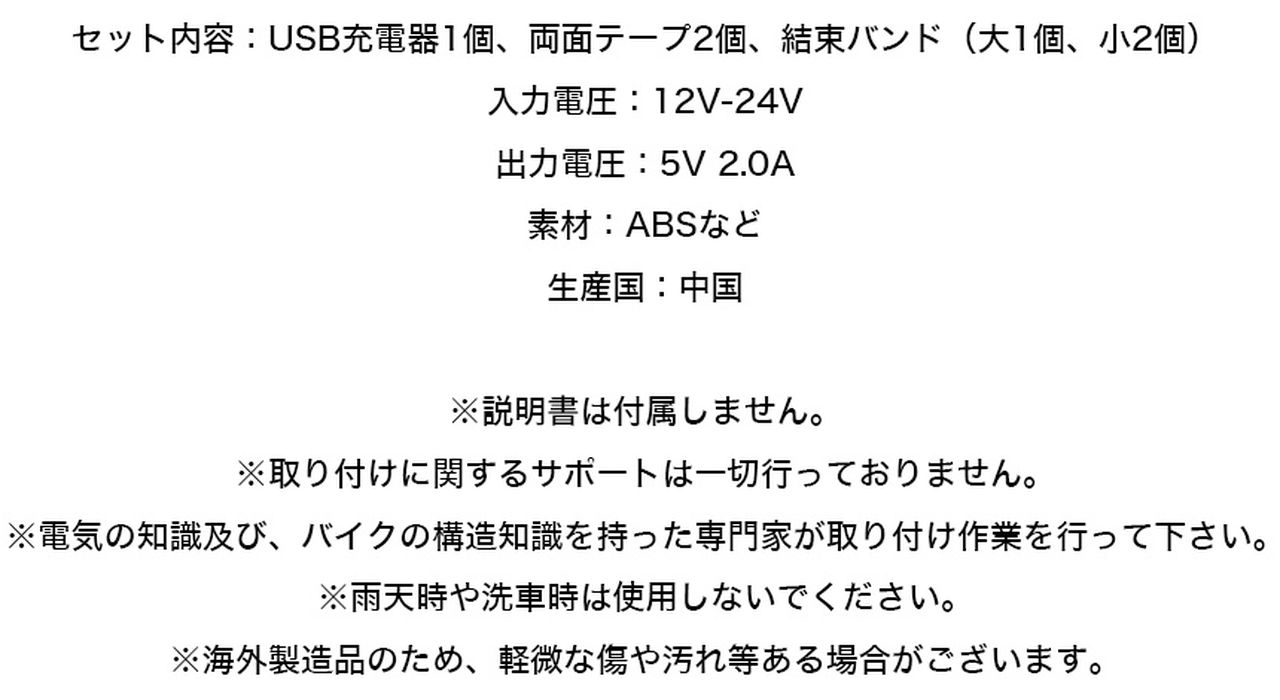 セット内容：USB充電器1個、両面テープ2個、結束バンド（大1個、小2個）
入力電圧：12V-24V
出力電圧：5V 2.0A
素材：ABSなど
生産国：中国
※説明書は付属しません。
※取り付けに関するサポートは一切行っておりません。
※電気の知識及び、バイクの構造知識を持った専門家が取り付け作業を行って下さい。
※雨天時や洗車時は使用しないでください。
※海外製造品のため、軽微な傷や汚れ等ある場合がございます。